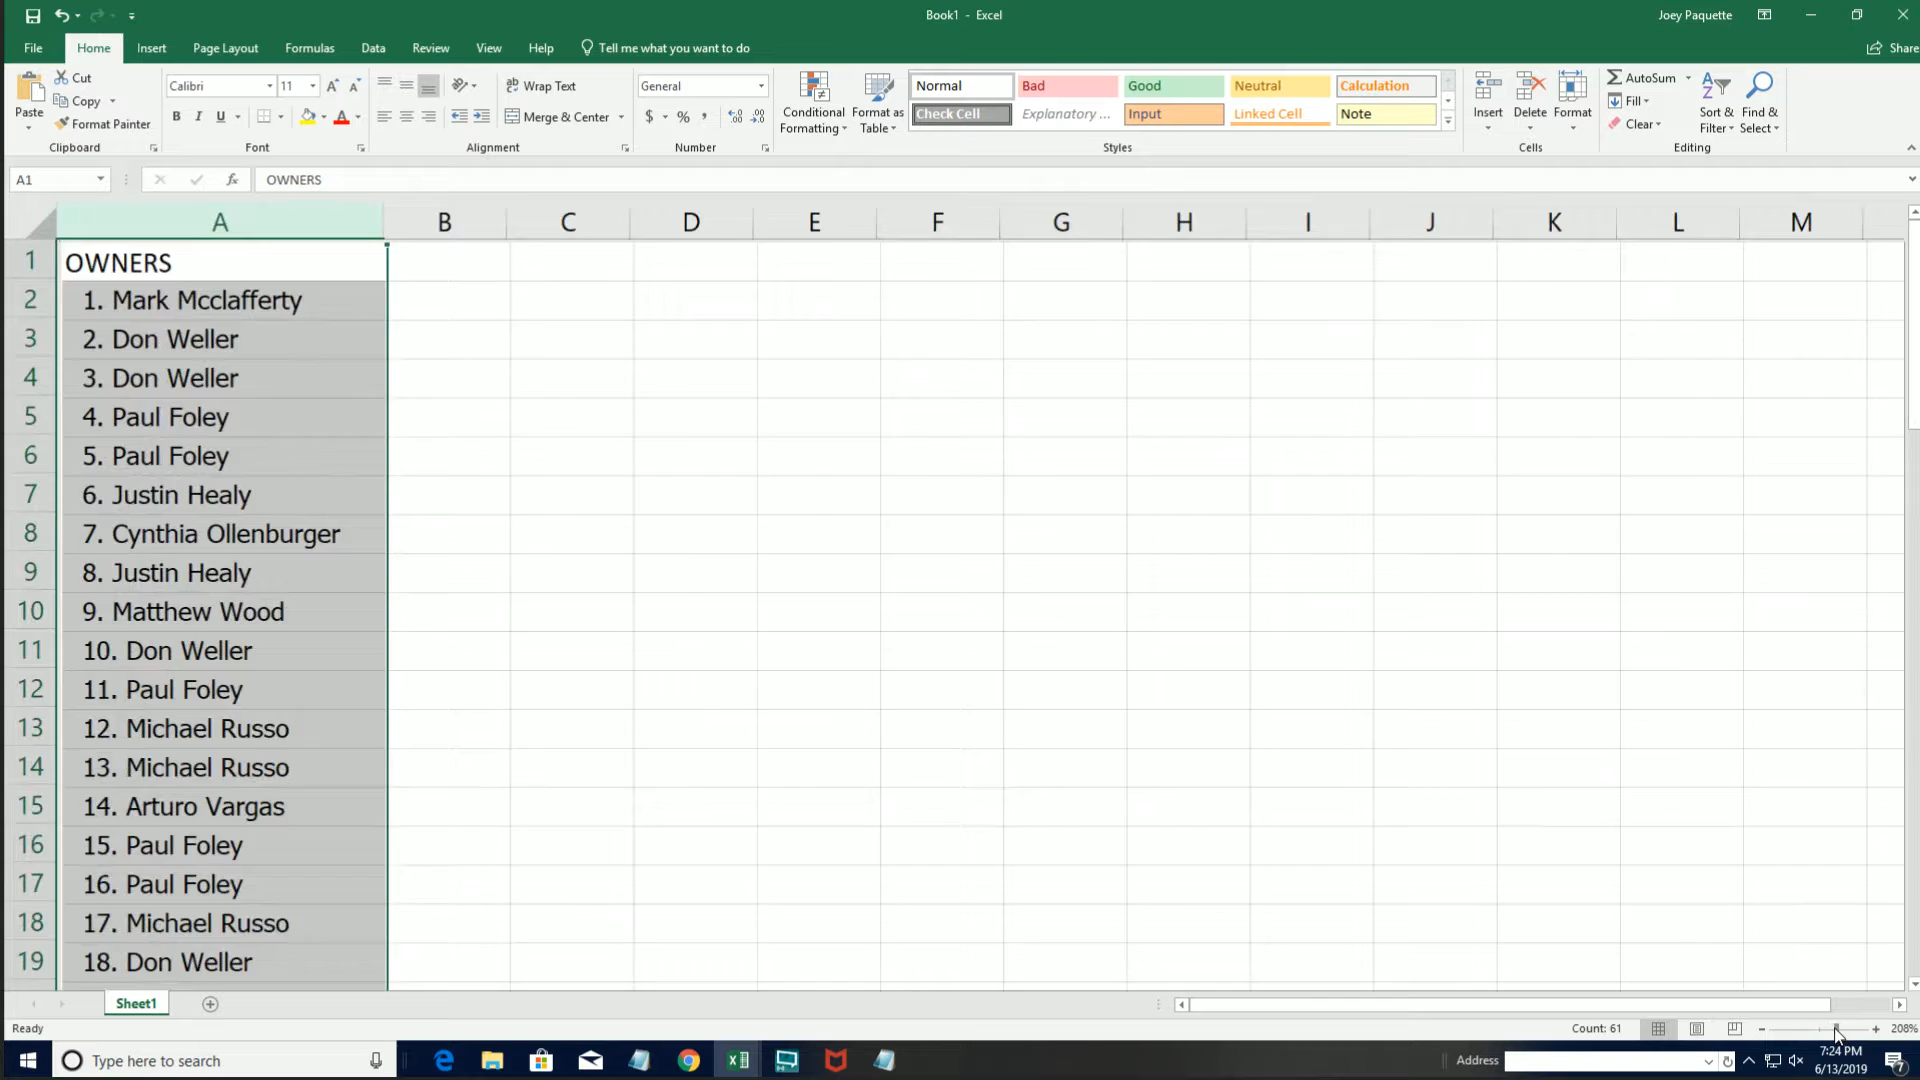 Book1 - Excel
Joey Paquette
File Home Insert Page Layout Formulas Data Review View Help Tell me what you want to do
Share
Paste
Cut
Copy
Format Painter
Clipboard
Calibri 11
B I U
Font
Wrap Text
Merge & Center
Alignment
General
$ % ,
Number
Conditional Formatting
Format as Table
Normal Bad Good Neutral Calculation
Check Cell Explanatory ... Input Linked Cell Note
Styles
Insert Delete Format
Cells
AutoSum
Fill
Clear
Sort & Filter
Find & Select
Editing
A1 fx OWNERS
A B C D E F G H I J K L M
1 OWNERS
2 1. Mark Mcclafferty
3 2. Don Weller
4 3. Don Weller
5 4. Paul Foley
6 5. Paul Foley
7 6. Justin Healy
8 7. Cynthia Ollenburger
9 8. Justin Healy
10 9. Matthew Wood
11 10. Don Weller
12 11. Paul Foley
13 12. Michael Russo
14 13. Michael Russo
15 14. Arturo Vargas
16 15. Paul Foley
17 16. Paul Foley
18 17. Michael Russo
19 18. Don Weller
Sheet1
Ready
Count: 61
208%
Type here to search
Address
7:24 PM
6/13/2019
7